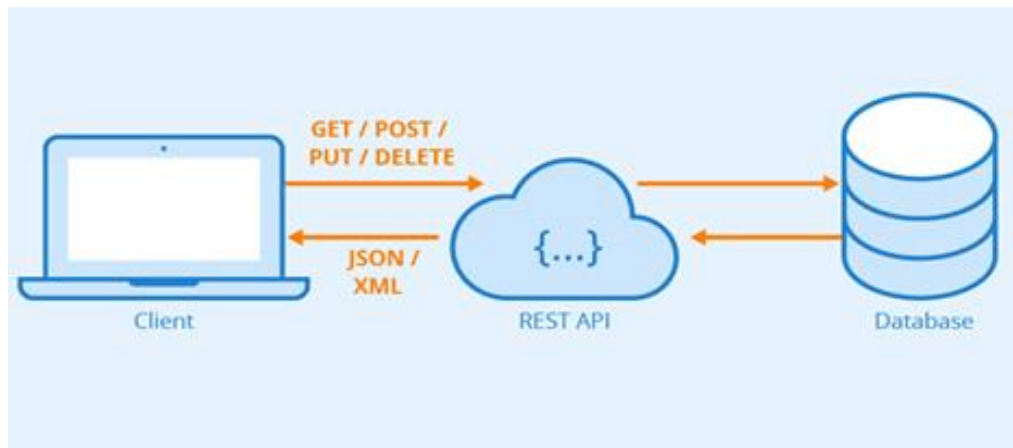 GET / POST /
PUT / DELETE
{...}
JSON /
XML
Client
REST API
Database